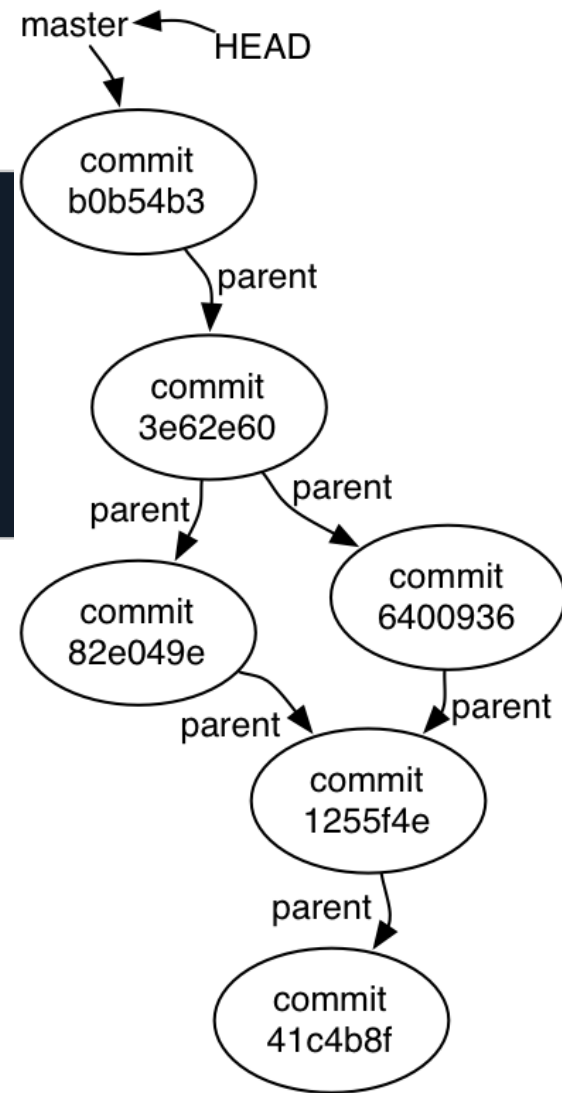 master
HEAD
commit
b0b54b3
parent
commit
3e62e60
parent
parent
commit
6400936
commit
82e049e
parent
parent
commit
1255f4e
parent
commit
41c4b8f